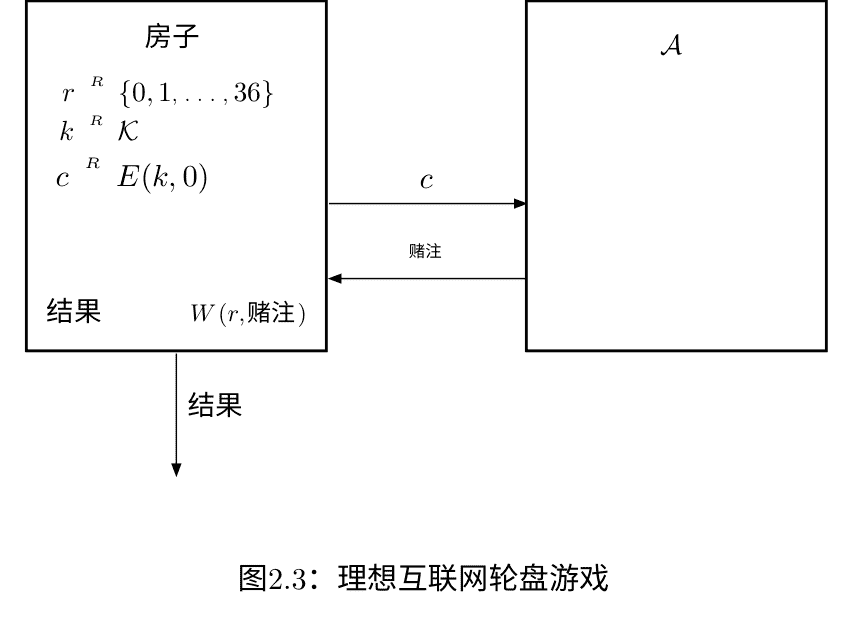 房子
𝒜
r R {0, 1, . . . , 36}
k R 𝒦
c R E(k, 0)
c
赌注
结果 W(r,赌注)
结果
图2.3：理想互联网轮盘游戏